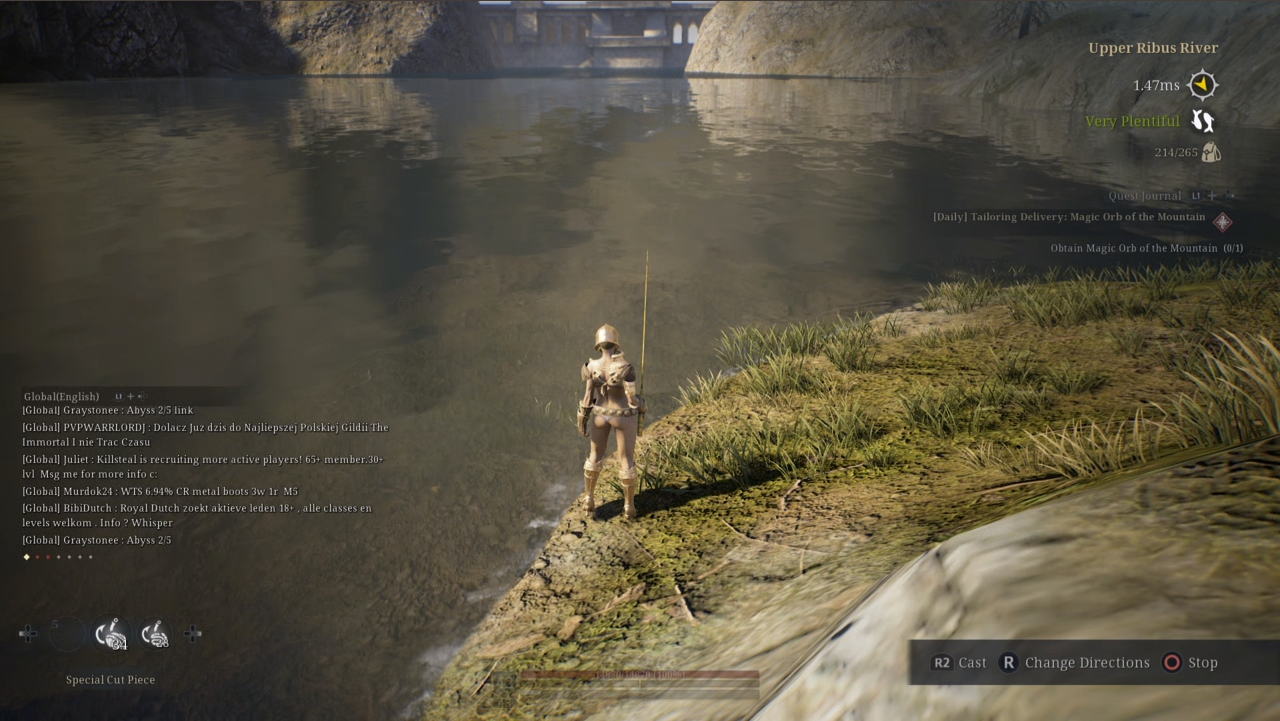 Upper Ribus River
1.47ms
Very Plentiful
214/265
Quest Journal LT
[Daily] Tailoring Delivery: Magic Orb of the Mountain
Obtain Magic Orb of the Mountain (0/1)
Global(English) LT
[Global] Graystonee : Abyss 2/5 link
[Global] PVPWARRLORDJ : Dolacz Juz dzis do Najliepszej Polskiej Gildii The
Immortal I nie Trac Czasu
[Global] Juliet : Killsteal is recruiting more active players! 65+ member.30+
lvl Msg me for more info c:
[Global] Murdok24 : WTS 6.94% CR metal boots 3w 1r M5
[Global] BibiDutch : Royal Dutch zoekt aktieve leden 18+ , alle classes en
levels welkom . Info ? Whisper
[Global] Graystonee : Abyss 2/5
5
Special Cut Piece
R2 Cast R Change Directions Stop